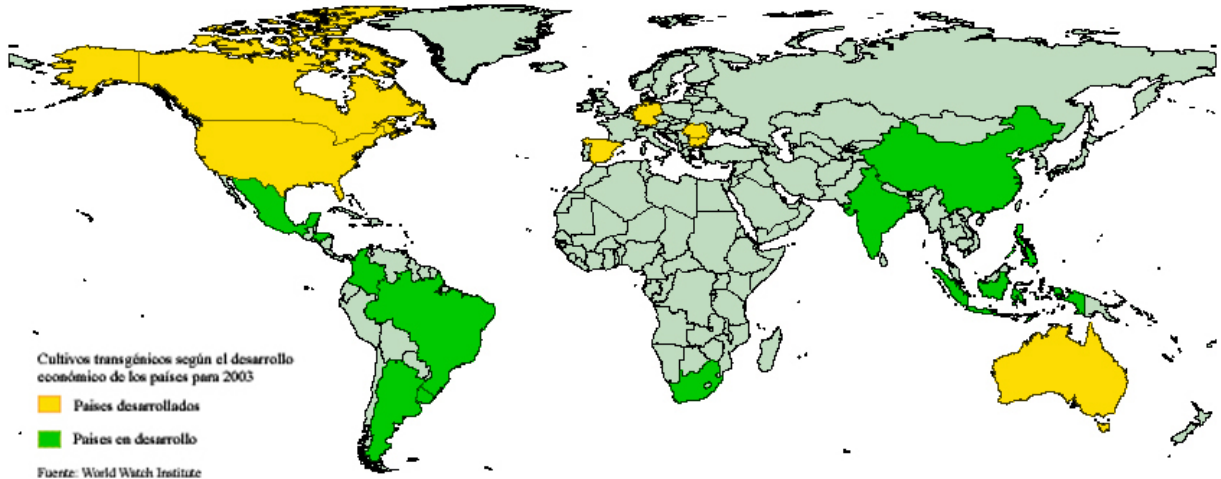 Cultivos transgénicos según el desarrollo
económico de los países para 2003
Países desarrollados
Países en desarrollo
Fuente: World Watch Institute